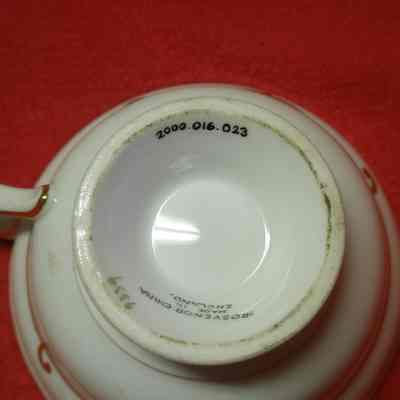 2000.016.023
GROSVENOR CHINA
MADE IN
ENGLAND.